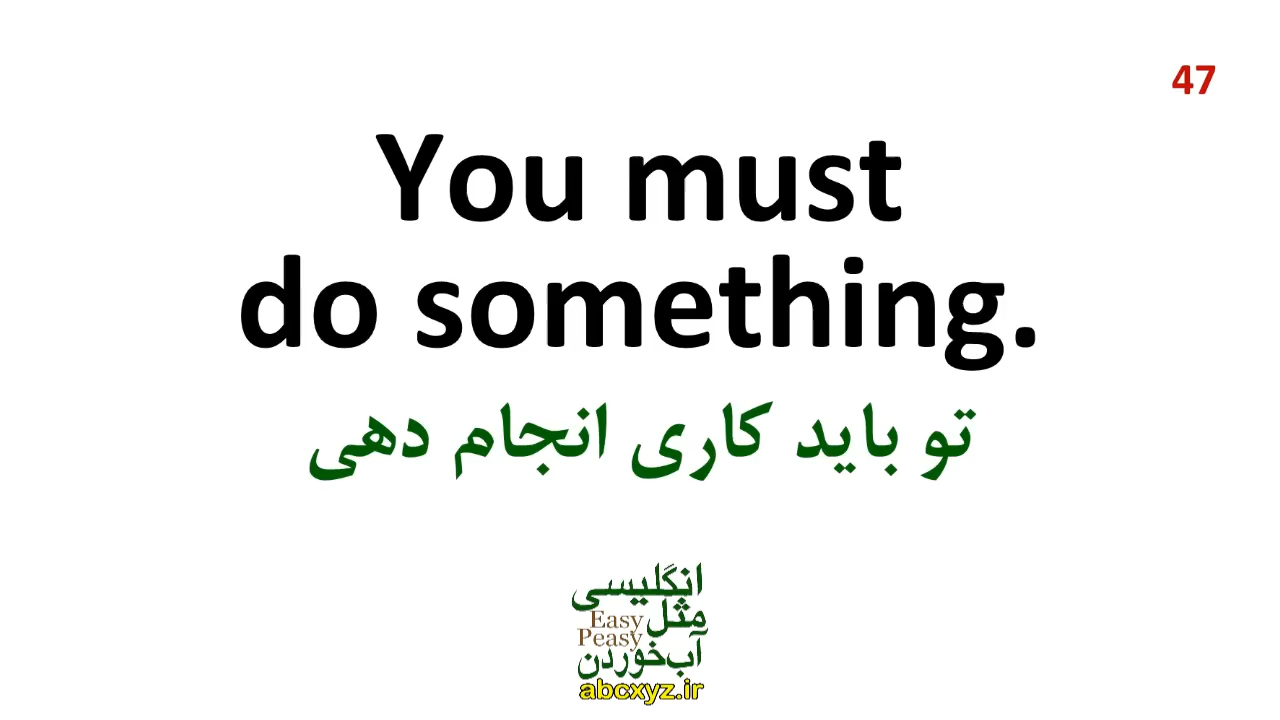 47
You must
do something.
تو باید کاری انجام دهی
انگلیسی
مثل
Easy
Peasy
آب‌خوردن
abcxyz.ir